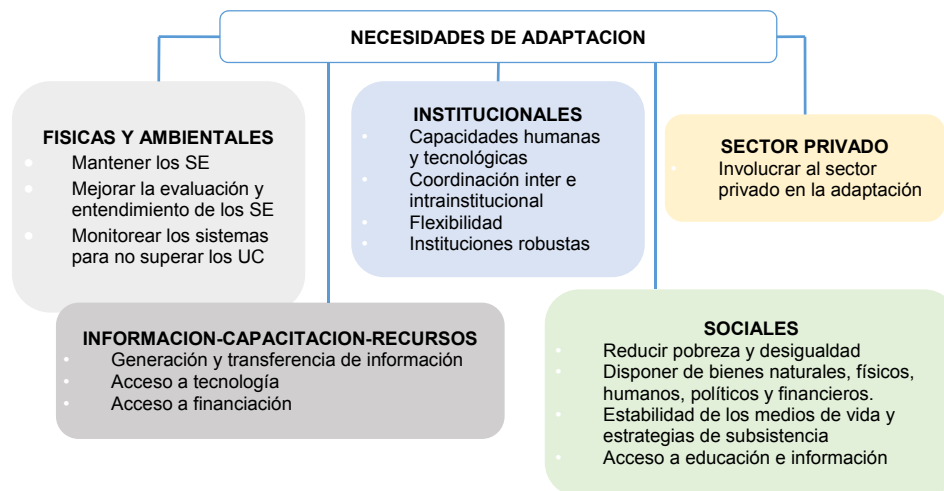 NECESIDADES DE ADAPTACION
FISICAS Y AMBIENTALES
Mantener los SE
Mejorar la evaluación y
entendimiento de los SE
Monitorear los sistemas
para no superar los UC
INSTITUCIONALES
Capacidades humanas
y tecnológicas
Coordinación inter e
intrainstitucional
Flexibilidad
Instituciones robustas
SECTOR PRIVADO
Involucrar al sector
privado en la adaptación
INFORMACION-CAPACITACION-RECURSOS
Generación y transferencia de información
Acceso a tecnología
Acceso a financiación
SOCIALES
Reducir pobreza y desigualdad
Disponer de bienes naturales, físicos,
humanos, políticos y financieros.
Estabilidad de los medios de vida y
estrategias de subsistencia
Acceso a educación e información